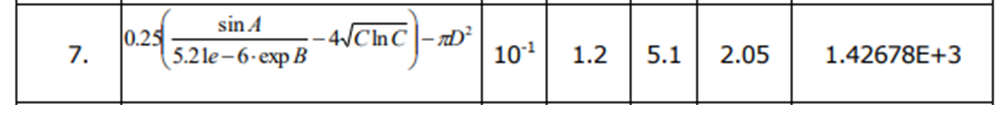 7. 0.25(sin A / 5.21e–6·exp B – 4√(C ln C)) – πD² 10⁻¹ 1.2 5.1 2.05 1.42678E+3